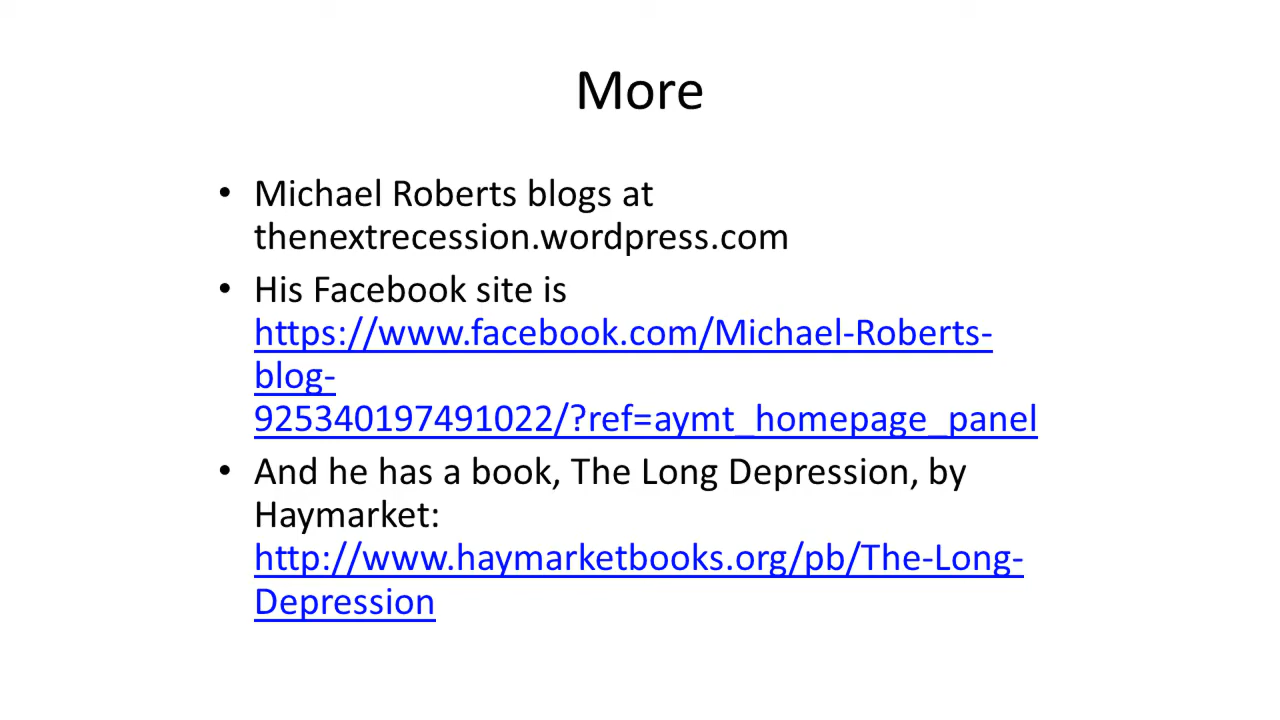 More
• Michael Roberts blogs at
thenextrecession.wordpress.com
• His Facebook site is
https://www.facebook.com/Michael-Roberts-
blog-
925340197491022/?ref=aymt_homepage_panel
• And he has a book, The Long Depression, by
Haymarket:
http://www.haymarketbooks.org/pb/The-Long-
Depression